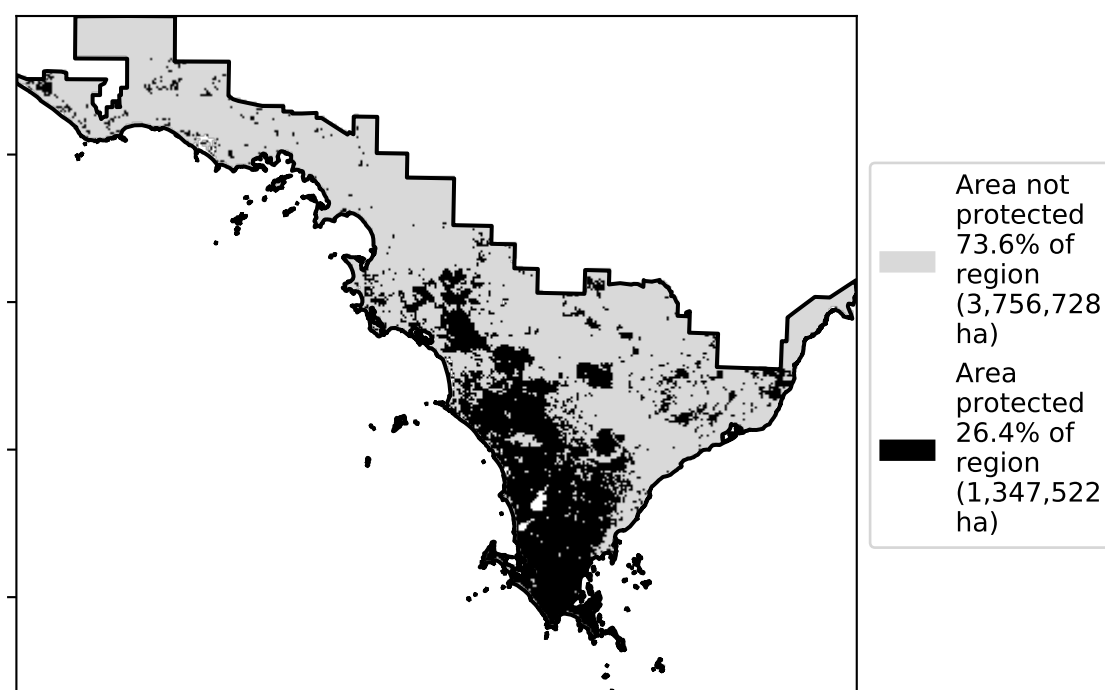 Area not
protected
73.6% of
region
(3,756,728
ha)
Area
protected
26.4% of
region
(1,347,522
ha)